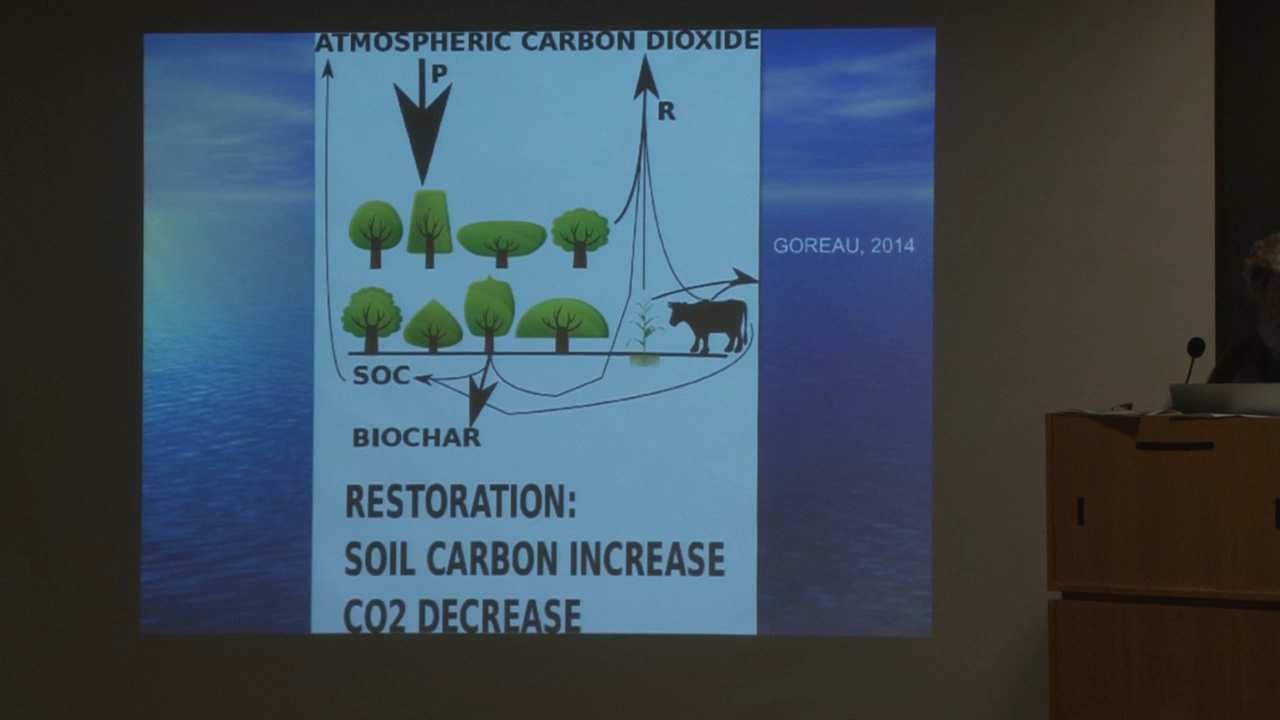 ATMOSPHERIC CARBON DIOXIDE
P
R
GOREAU, 2014
SOC
BIOCHAR
RESTORATION:
SOIL CARBON INCREASE
CO2 DECREASE